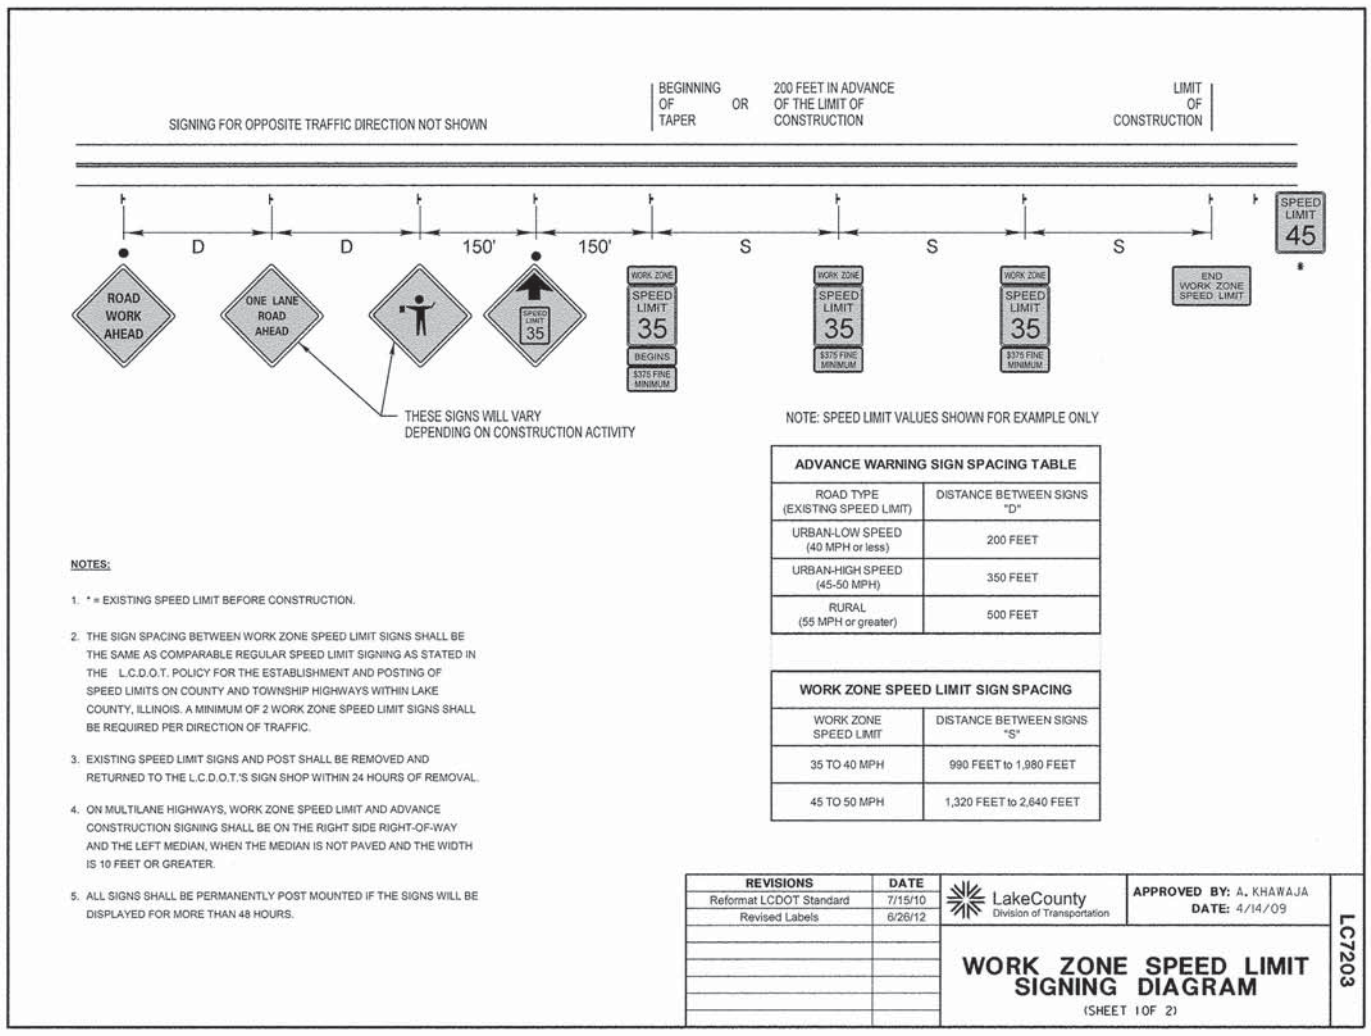 BEGINNING
OF
TAPER
OR
200 FEET IN ADVANCE
OF THE LIMIT OF
CONSTRUCTION
LIMIT
OF
CONSTRUCTION
SIGNING FOR OPPOSITE TRAFFIC DIRECTION NOT SHOWN
D
D
150'
150'
S
S
S
SPEED
LIMIT
45
*
ROAD
WORK
AHEAD
ONE LANE
ROAD
AHEAD
SPEED
LIMIT
35
WORK ZONE
SPEED
LIMIT
35
BEGINS
$375 FINE
MINIMUM
WORK ZONE
SPEED
LIMIT
35
$375 FINE
MINIMUM
WORK ZONE
SPEED
LIMIT
35
$375 FINE
MINIMUM
END
WORK ZONE
SPEED LIMIT
THESE SIGNS WILL VARY
DEPENDING ON CONSTRUCTION ACTIVITY
NOTE: SPEED LIMIT VALUES SHOWN FOR EXAMPLE ONLY
ADVANCE WARNING SIGN SPACING TABLE
ROAD TYPE
(EXISTING SPEED LIMIT)
DISTANCE BETWEEN SIGNS
"D"
URBAN-LOW SPEED
(40 MPH or less)
200 FEET
URBAN-HIGH SPEED
(45-50 MPH)
350 FEET
RURAL
(55 MPH or greater)
500 FEET
WORK ZONE SPEED LIMIT SIGN SPACING
WORK ZONE
SPEED LIMIT
DISTANCE BETWEEN SIGNS
"S"
35 TO 40 MPH
990 FEET to 1,980 FEET
45 TO 50 MPH
1,320 FEET to 2,640 FEET
NOTES:
1. * = EXISTING SPEED LIMIT BEFORE CONSTRUCTION.
2. THE SIGN SPACING BETWEEN WORK ZONE SPEED LIMIT SIGNS SHALL BE
THE SAME AS COMPARABLE REGULAR SPEED LIMIT SIGNING AS STATED IN
THE L.C.D.O.T. POLICY FOR THE ESTABLISHMENT AND POSTING OF
SPEED LIMITS ON COUNTY AND TOWNSHIP HIGHWAYS WITHIN LAKE
COUNTY, ILLINOIS. A MINIMUM OF 2 WORK ZONE SPEED LIMIT SIGNS SHALL
BE REQUIRED PER DIRECTION OF TRAFFIC.
3. EXISTING SPEED LIMIT SIGNS AND POST SHALL BE REMOVED AND
RETURNED TO THE L.C.D.O.T.'S SIGN SHOP WITHIN 24 HOURS OF REMOVAL.
4. ON MULTILANE HIGHWAYS, WORK ZONE SPEED LIMIT AND ADVANCE
CONSTRUCTION SIGNING SHALL BE ON THE RIGHT SIDE RIGHT-OF-WAY
AND THE LEFT MEDIAN, WHEN THE MEDIAN IS NOT PAVED AND THE WIDTH
IS 10 FEET OR GREATER.
5. ALL SIGNS SHALL BE PERMANENTLY POST MOUNTED IF THE SIGNS WILL BE
DISPLAYED FOR MORE THAN 48 HOURS.
REVISIONS DATE
Reformat LCDOT Standard 7/15/10
Revised Labels 6/26/12
LakeCounty
Division of Transportation
APPROVED BY: A. KHAWAJA
DATE: 4/14/09
WORK ZONE SPEED LIMIT
SIGNING DIAGRAM
(SHEET 1 OF 2)
LC7203